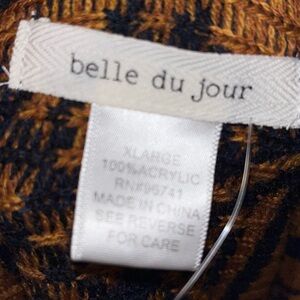 belle du jour
XLARGE
100% ACRYLIC
RN#96741
MADE IN CHINA
SEE REVERSE
FOR CARE